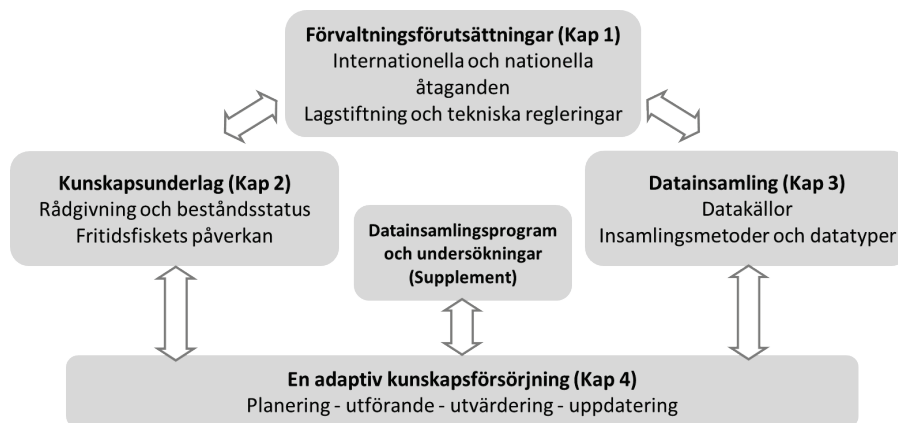 Förvaltningsförutsättningar (Kap 1)
Internationella och nationella
åtaganden
Lagstiftning och tekniska regleringar
Kunskapsunderlag (Kap 2)
Rådgivning och beståndsstatus
Fritidsfiskets påverkan
Datainsamlingsprogram
och undersökningar
(Supplement)
Datainsamling (Kap 3)
Datakällor
Insamlingsmetoder och datatyper
En adaptiv kunskapsförsörjning (Kap 4)
Planering - utförande - utvärdering - uppdatering